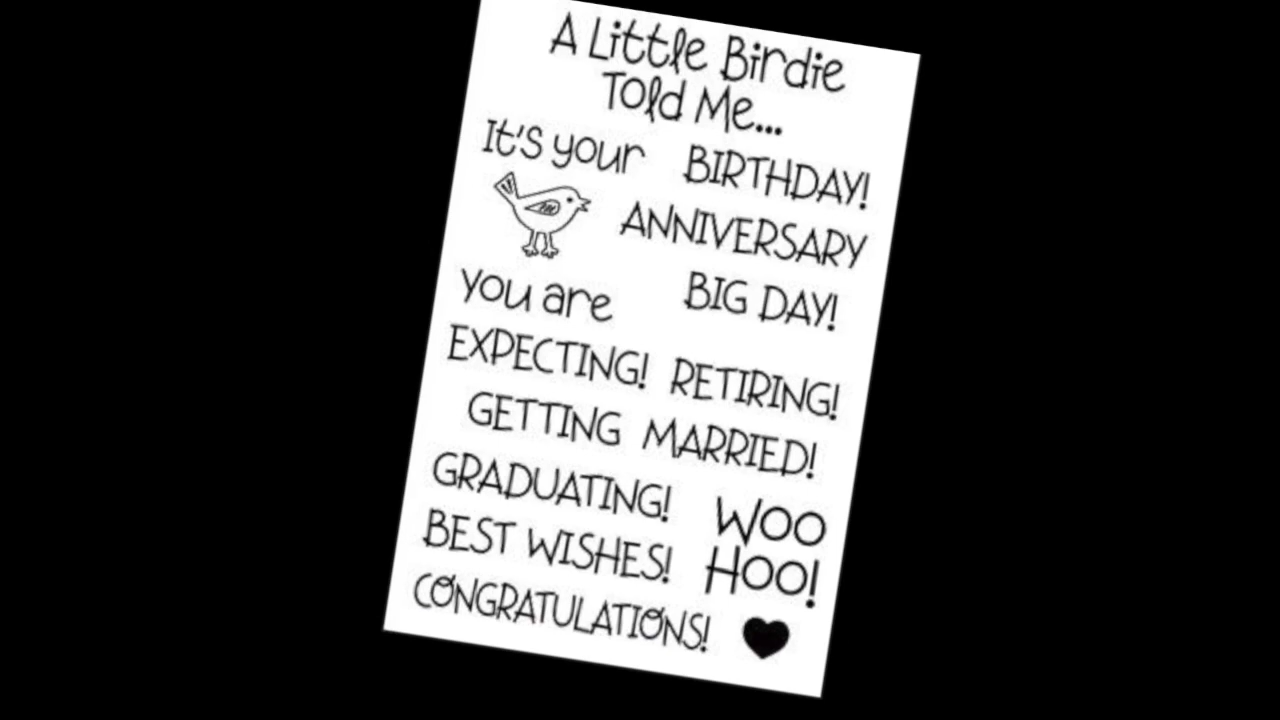 A Little Birdie
Told Me...
It's your BIRTHDAY!
ANNIVERSARY
you are BIG DAY!
EXPECTING! RETIRING!
GETTING MARRIED!
GRADUATING! WOO
BEST WISHES! HOO!
CONGRATULATIONS!